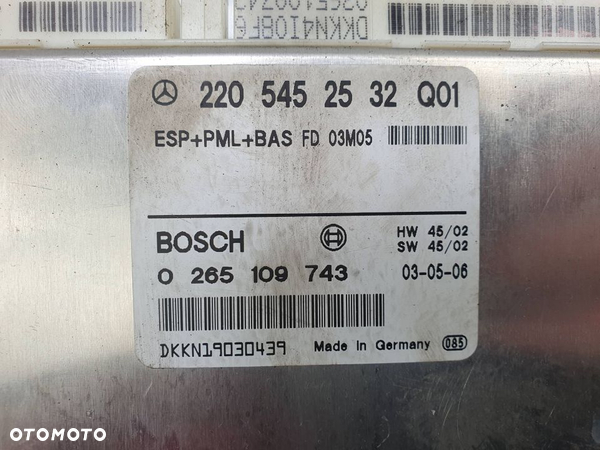 DKKN4I08F6
220 545 25 32 Q01
ESP+PML+BAS FD 03M05
BOSCH
HW 45/02
SW 45/02
0 265 109 743
03-05-06
DKKN19030439
Made in Germany
085
OTOMOTO